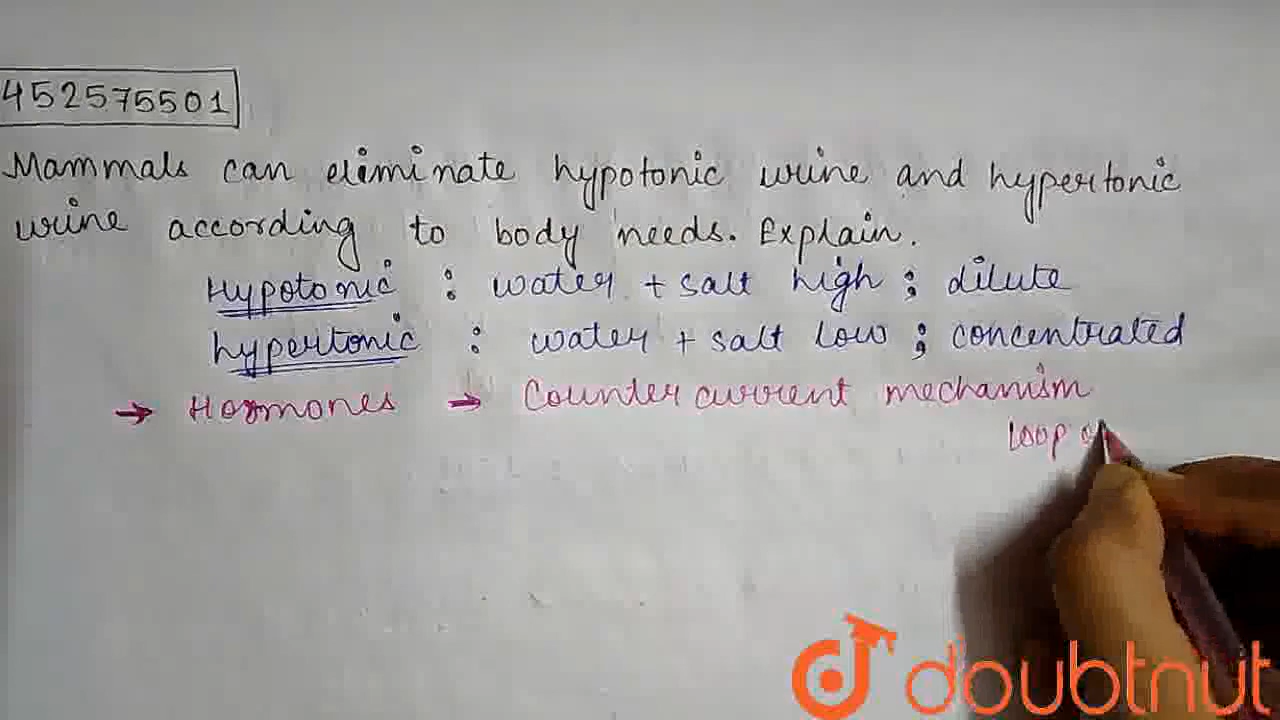 452575501
Mammals can eliminate hypotonic urine and hypertonic
urine according to body needs. Explain.
Hypotonic : water + salt high ; dilute
hypertonic : water + salt low ; concentrated
→ Hormones → Counter current mechanism
Loop
doubtnut